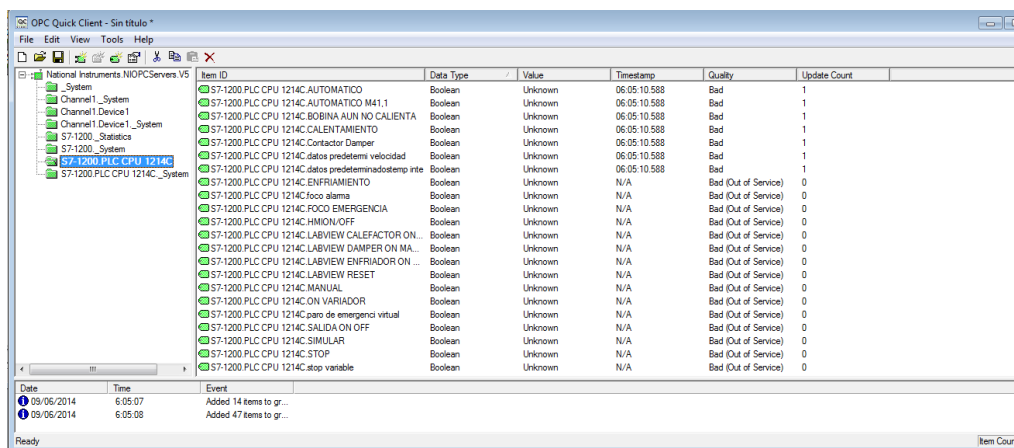 OPC Quick Client - Sin título *
File Edit View Tools Help
National Instruments.NIOPCServers.V5
_System
Channel1._System
Channel1.Device1
Channel1.Device1._System
S7-1200._Statistics
S7-1200._System
S7-1200.PLC CPU 1214C
S7-1200.PLC CPU 1214C._System
Item ID Data Type Value Timestamp Quality Update Count
S7-1200.PLC CPU 1214C.AUTOMATICO Boolean Unknown 06:05:10.588 Bad 1
S7-1200.PLC CPU 1214C.AUTOMATICO M41,1 Boolean Unknown 06:05:10.588 Bad 1
S7-1200.PLC CPU 1214C.BOBINA AUN NO CALIENTA Boolean Unknown 06:05:10.588 Bad 1
S7-1200.PLC CPU 1214C.CALENTAMIENTO Boolean Unknown 06:05:10.588 Bad 1
S7-1200.PLC CPU 1214C.Contactor Damper Boolean Unknown 06:05:10.588 Bad 1
S7-1200.PLC CPU 1214C.datos predetermi velocidad Boolean Unknown 06:05:10.588 Bad 1
S7-1200.PLC CPU 1214C.datos predeterminadostemp inte Boolean Unknown 06:05:10.588 Bad 1
S7-1200.PLC CPU 1214C.ENFRIAMIENTO Boolean Unknown N/A Bad (Out of Service) 0
S7-1200.PLC CPU 1214C.foco alarma Boolean Unknown N/A Bad (Out of Service) 0
S7-1200.PLC CPU 1214C.FOCO EMERGENCIA Boolean Unknown N/A Bad (Out of Service) 0
S7-1200.PLC CPU 1214C.HMION/OFF Boolean Unknown N/A Bad (Out of Service) 0
S7-1200.PLC CPU 1214C.LABVIEW CALEFACTOR ON... Boolean Unknown N/A Bad (Out of Service) 0
S7-1200.PLC CPU 1214C.LABVIEW DAMPER ON MA... Boolean Unknown N/A Bad (Out of Service) 0
S7-1200.PLC CPU 1214C.LABVIEW ENFRIADOR ON ... Boolean Unknown N/A Bad (Out of Service) 0
S7-1200.PLC CPU 1214C.LABVIEW RESET Boolean Unknown N/A Bad (Out of Service) 0
S7-1200.PLC CPU 1214C.MANUAL Boolean Unknown N/A Bad (Out of Service) 0
S7-1200.PLC CPU 1214C.ON VARIADOR Boolean Unknown N/A Bad (Out of Service) 0
S7-1200.PLC CPU 1214C.paro de emergenci virtual Boolean Unknown N/A Bad (Out of Service) 0
S7-1200.PLC CPU 1214C.SALIDA ON OFF Boolean Unknown N/A Bad (Out of Service) 0
S7-1200.PLC CPU 1214C.SIMULAR Boolean Unknown N/A Bad (Out of Service) 0
S7-1200.PLC CPU 1214C.STOP Boolean Unknown N/A Bad (Out of Service) 0
S7-1200.PLC CPU 1214C.stop variable Boolean Unknown N/A Bad (Out of Service) 0
Date Time Event
09/06/2014 6:05:07 Added 14 items to gr...
09/06/2014 6:05:08 Added 47 items to gr...
Ready Item Coun